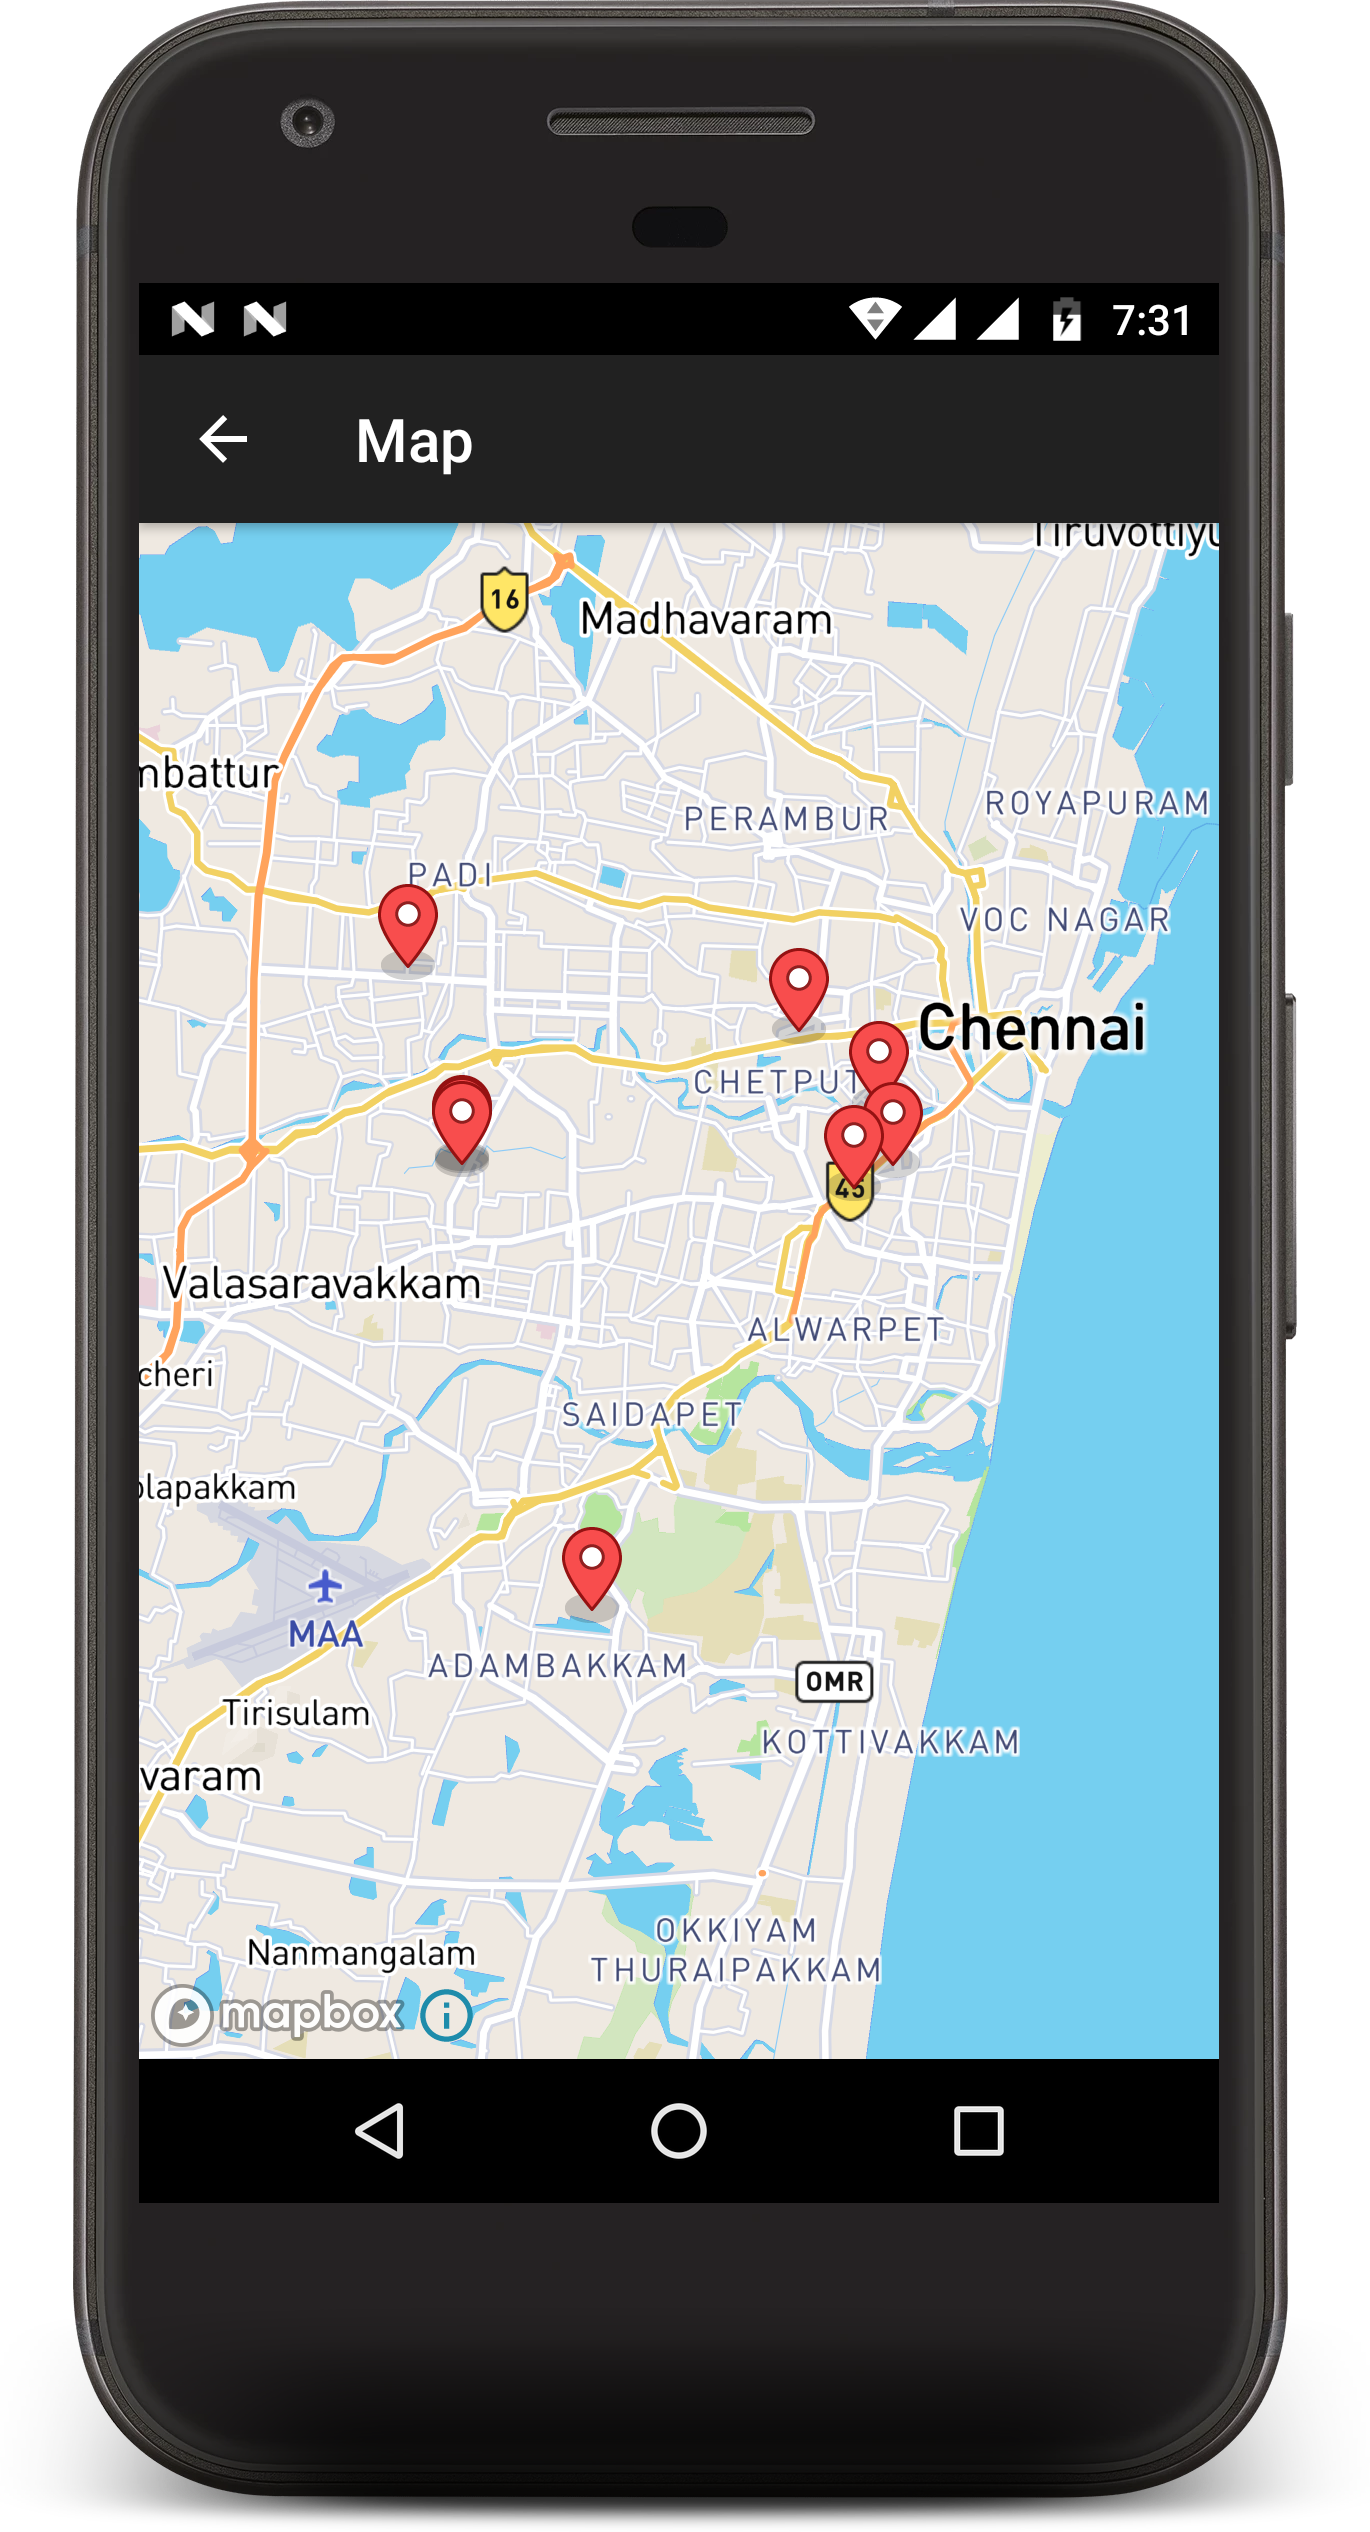 7:31
Map
Tiruvottiyu
16
Madhavaram
mbattur
PERAMBUR
ROYAPURAM
PADI
VOC NAGAR
Chennai
CHETPUT
45
Valasaravakkam
ALWARPET
cheri
SAIDAPET
olapakkam
MAA
ADAMBAKKAM
OMR
Tirisulam
KOTTIVAKKAM
varam
OKKIYAM
THURAIPAKKAM
Nanmangalam
mapbox
i